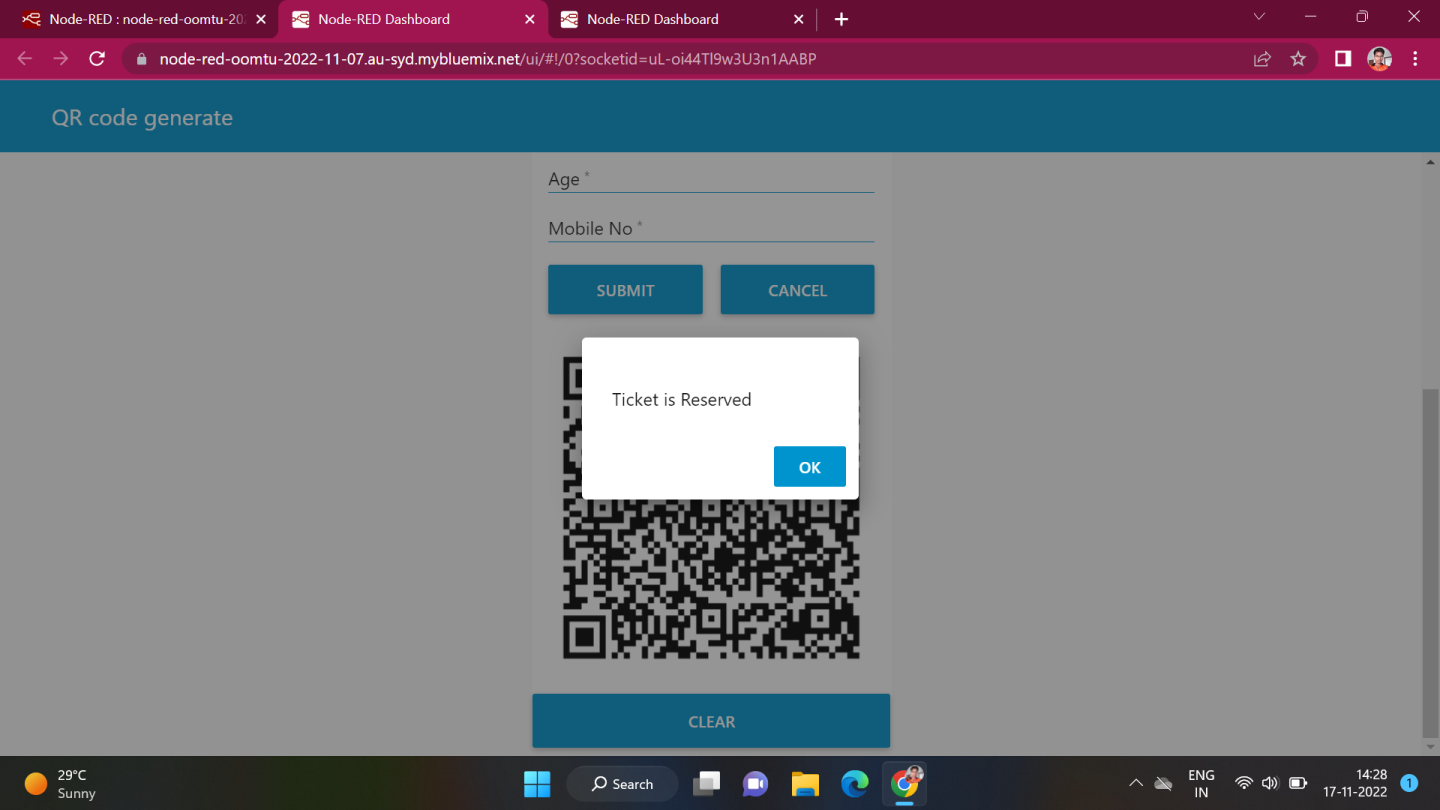 Node-RED : node-red-oomtu-20
Node-RED Dashboard
Node-RED Dashboard
node-red-oomtu-2022-11-07.au-syd.mybluemix.net/ui/#!/0?socketid=uL-oi44Tl9w3U3n1AABP
QR code generate
Age *
Mobile No *
SUBMIT
CANCEL
Ticket is Reserved
OK
CLEAR
29°C
Sunny
Search
ENG
IN
14:28
17-11-2022
1